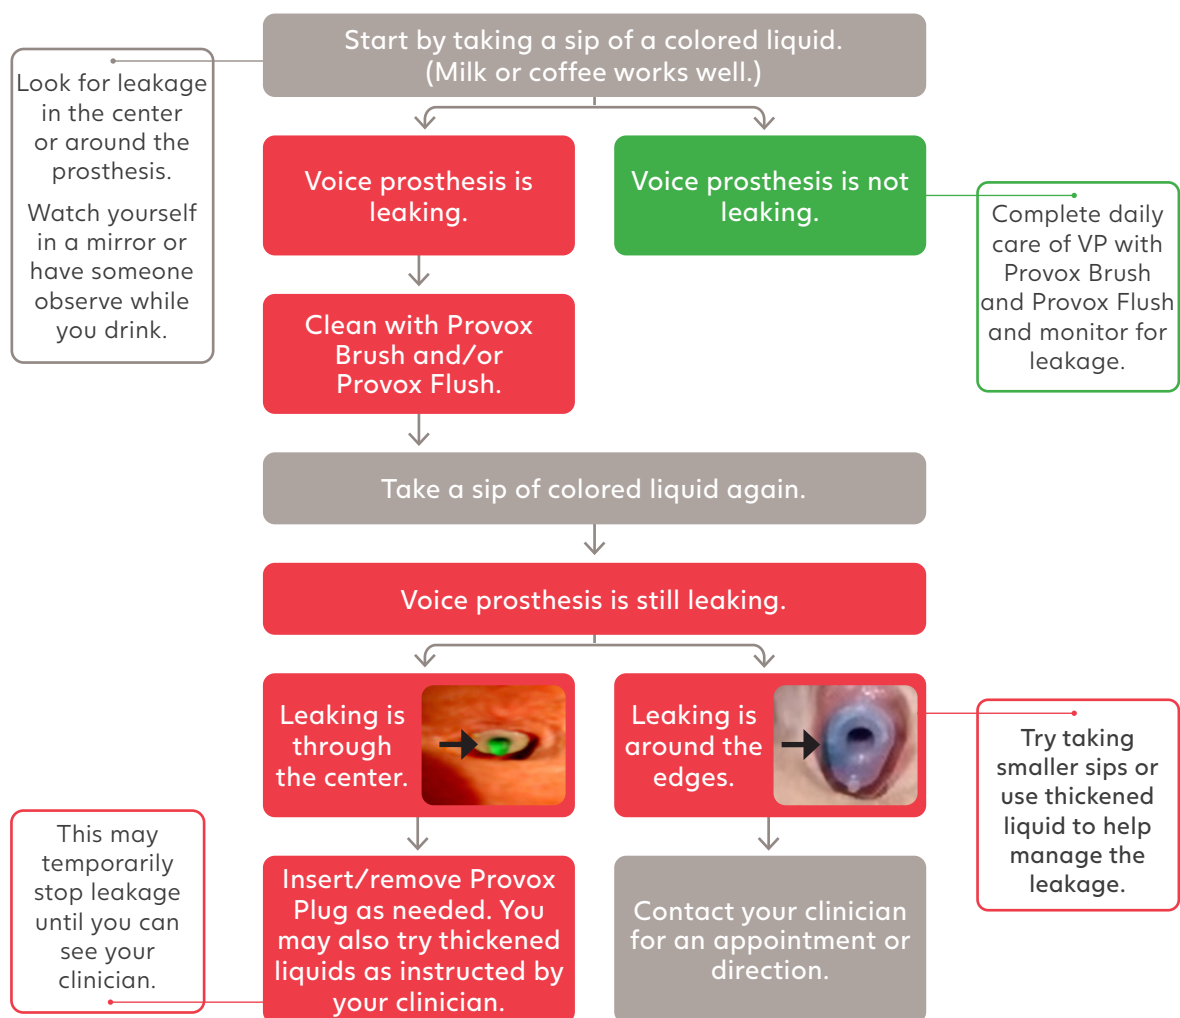 Start by taking a sip of a colored liquid.
(Milk or coffee works well.)
Look for leakage
in the center
or around the
prosthesis.
Watch yourself
in a mirror or
have someone
observe while
you drink.
Voice prosthesis is
leaking.
Voice prosthesis is not
leaking.
Complete daily
care of VP with
Provox Brush
and Provox Flush
and monitor for
leakage.
Clean with Provox
Brush and/or
Provox Flush.
Take a sip of colored liquid again.
Voice prosthesis is still leaking.
Leaking is
through
the center.
Leaking is
around the
edges.
Try taking
smaller sips or
use thickened
liquid to help
manage the
leakage.
This may
temporarily
stop leakage
until you can
see your
clinician.
Insert/remove Provox
Plug as needed. You
may also try thickened
liquids as instructed by
your clinician.
Contact your clinician
for an appointment or
direction.